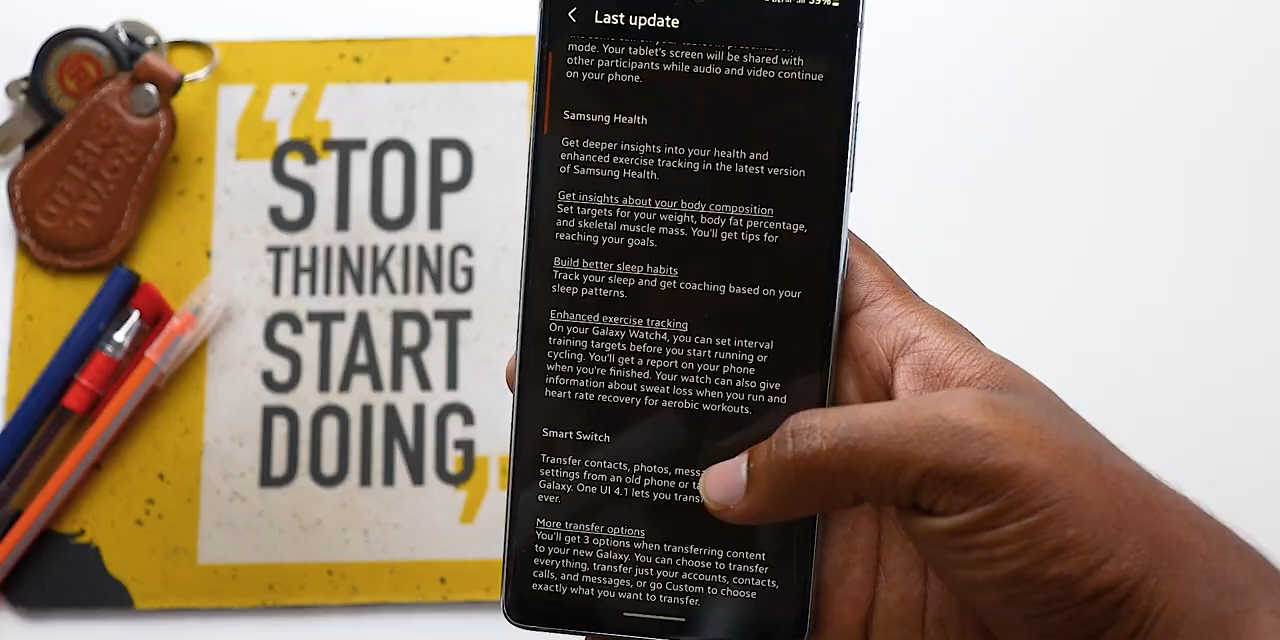 STOP
THINKING
START
DOING
ROYAL
ENFIELD
39%
Last update
mode. Your tablet's screen will be shared with
other participants while audio and video continue
on your phone.
Samsung Health
Get deeper insights into your health and
enhanced exercise tracking in the latest version
of Samsung Health.
Get insights about your body composition
Set targets for your weight, body fat percentage,
and skeletal muscle mass. You'll get tips for
reaching your goals.
Build better sleep habits
Track your sleep and get coaching based on your
sleep patterns.
Enhanced exercise tracking
On your Galaxy Watch4, you can set interval
training targets before you start running or
cycling. You'll get a report on your phone
when you're finished. Your watch can also give
information about sweat loss when you run and
heart rate recovery for aerobic workouts.
Smart Switch
Transfer contacts, photos, messa
settings from an old phone or ta
Galaxy. One UI 4.1 lets you transf
ever.
More transfer options
You'll get 3 options when transferring content
to your new Galaxy. You can choose to transfer
everything, transfer just your accounts, contacts,
calls, and messages, or go Custom to choose
exactly what you want to transfer.